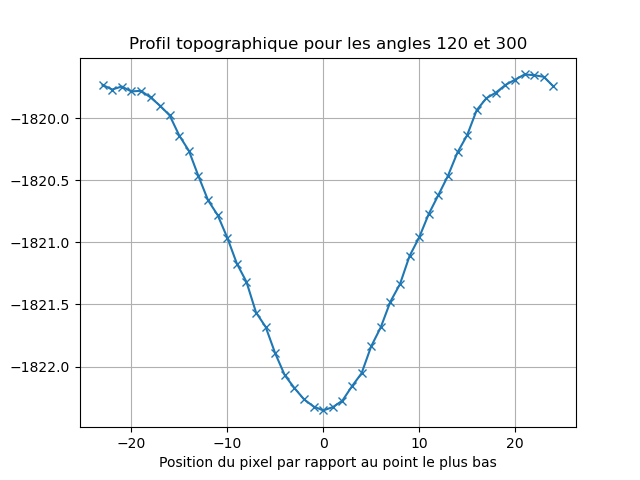 Profil topographique pour les angles 120 et 300
−1820.0
−1820.5
−1821.0
−1821.5
−1822.0
−20 −10 0 10 20
Position du pixel par rapport au point le plus bas